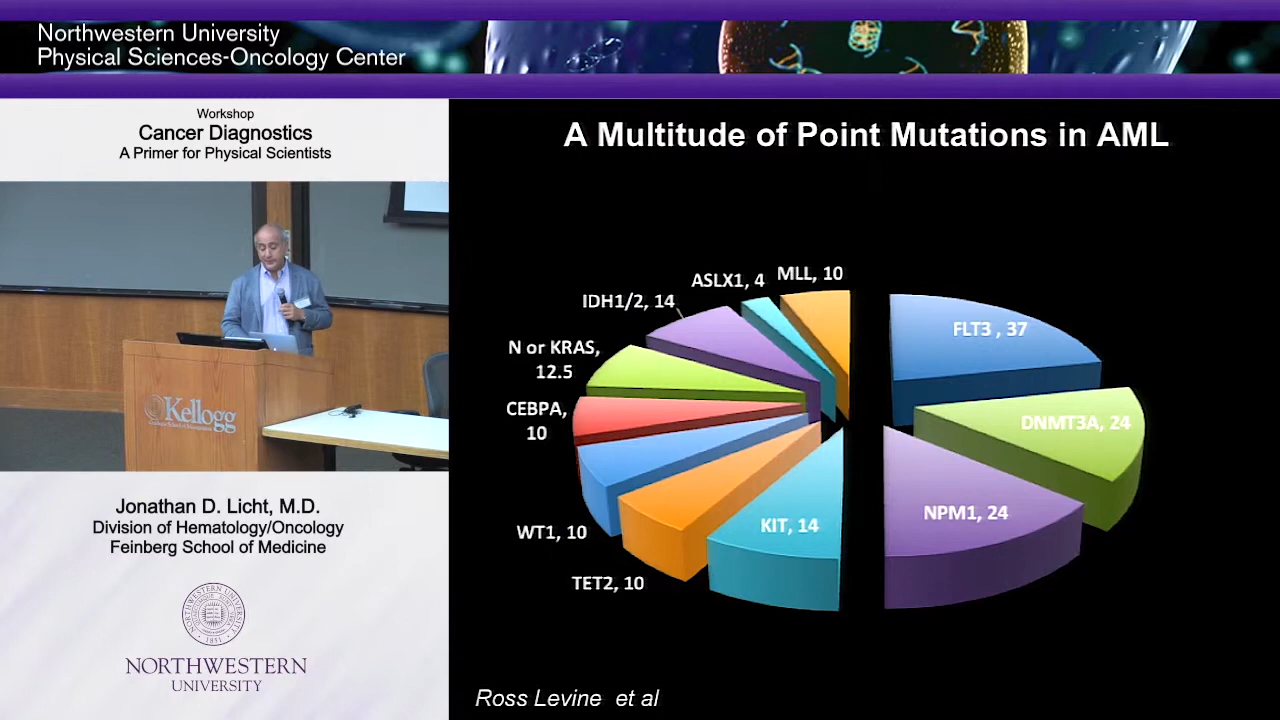 Northwestern University
Physical Sciences-Oncology Center
Workshop
Cancer Diagnostics
A Primer for Physical Scientists
Kellogg
Jonathan D. Licht, M.D.
Division of Hematology/Oncology
Feinberg School of Medicine
1851
NORTHWESTERN
UNIVERSITY
A Multitude of Point Mutations in AML
ASLX1, 4
MLL, 10
IDH1/2, 14
FLT3 , 37
N or KRAS,
12.5
CEBPA,
10
DNMT3A, 24
NPM1, 24
KIT, 14
WT1, 10
TET2, 10
Ross Levine et al